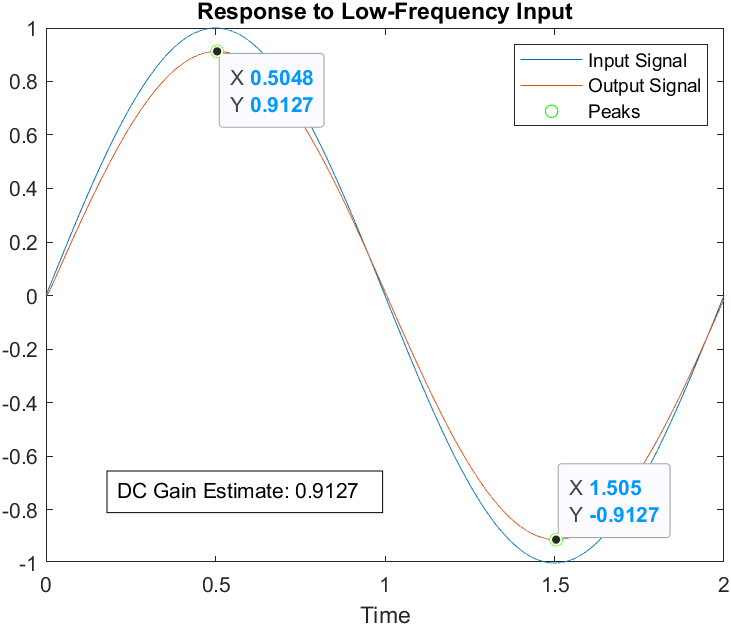 Response to Low-Frequency Input
1
0.8
0.6
0.4
0.2
0
-0.2
-0.4
-0.6
-0.8
-1
X 0.5048
Y 0.9127
Input Signal
Output Signal
Peaks
DC Gain Estimate: 0.9127
X 1.505
Y -0.9127
0
0.5
1
1.5
2
Time